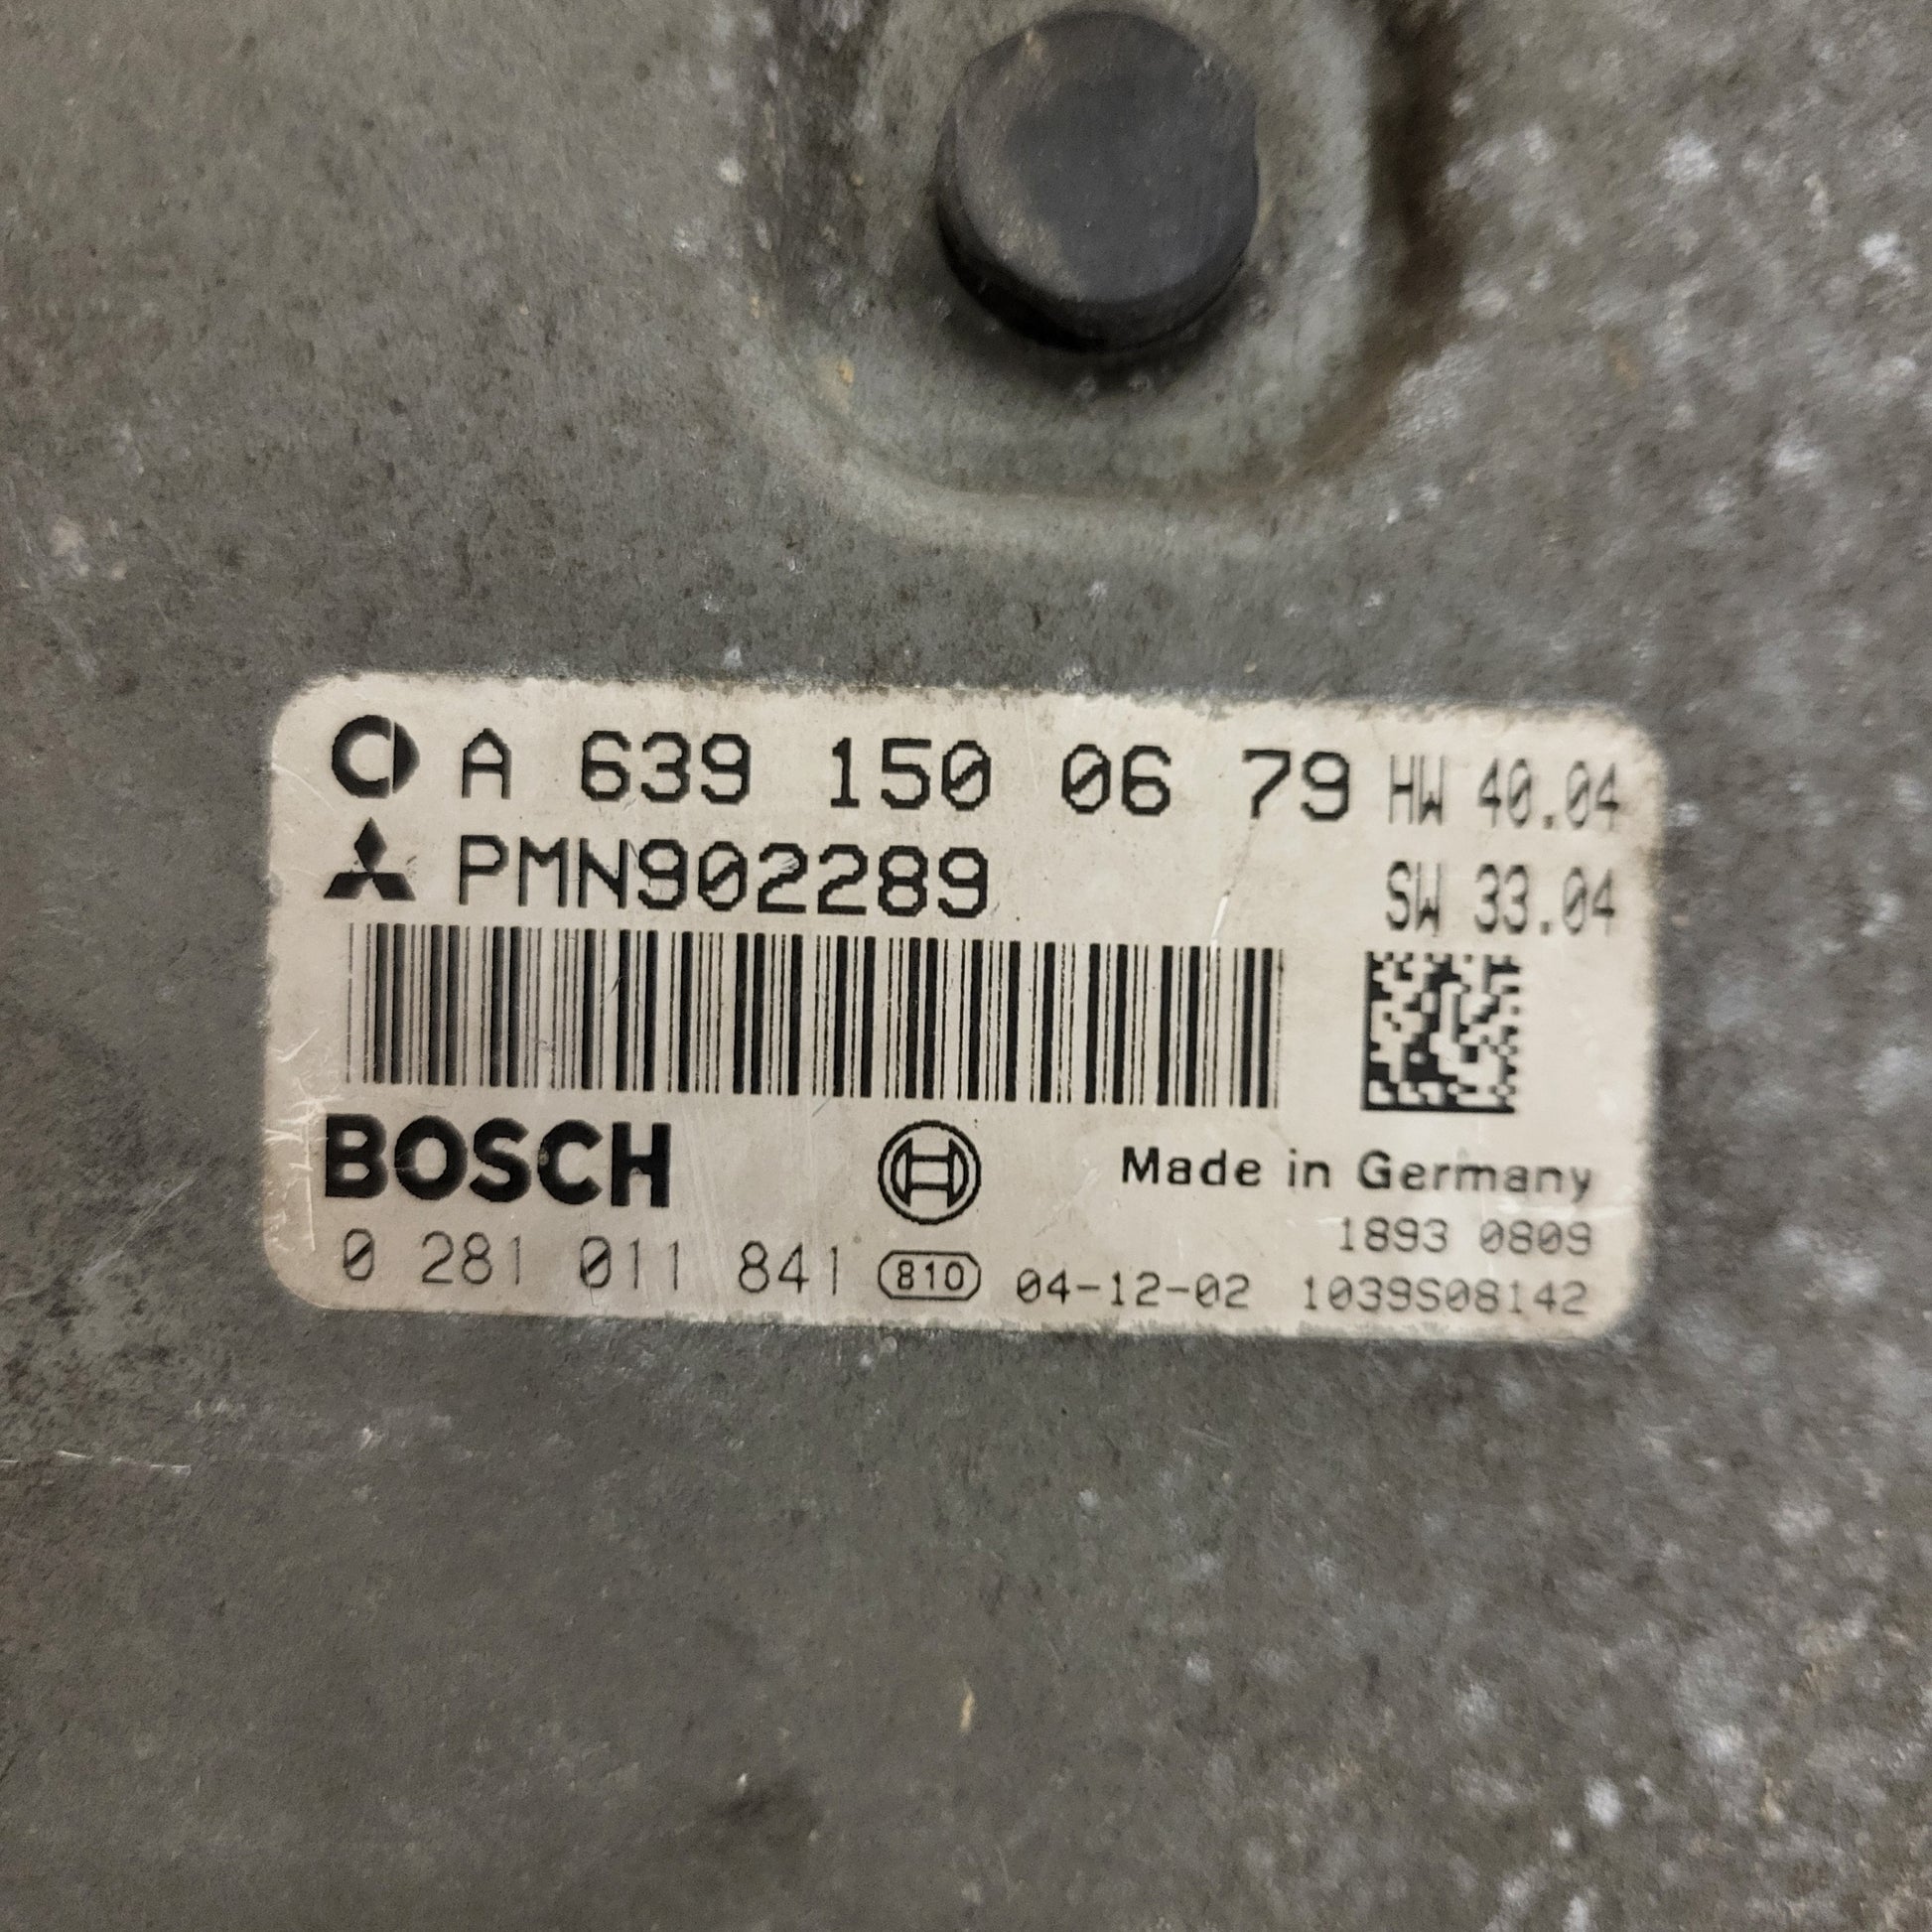 A 639 150 06 79 HW 40.04
PMN902289 SW 33.04
BOSCH Made in Germany
1893 0809
0 281 011 841 810 04-12-02 1039S08142